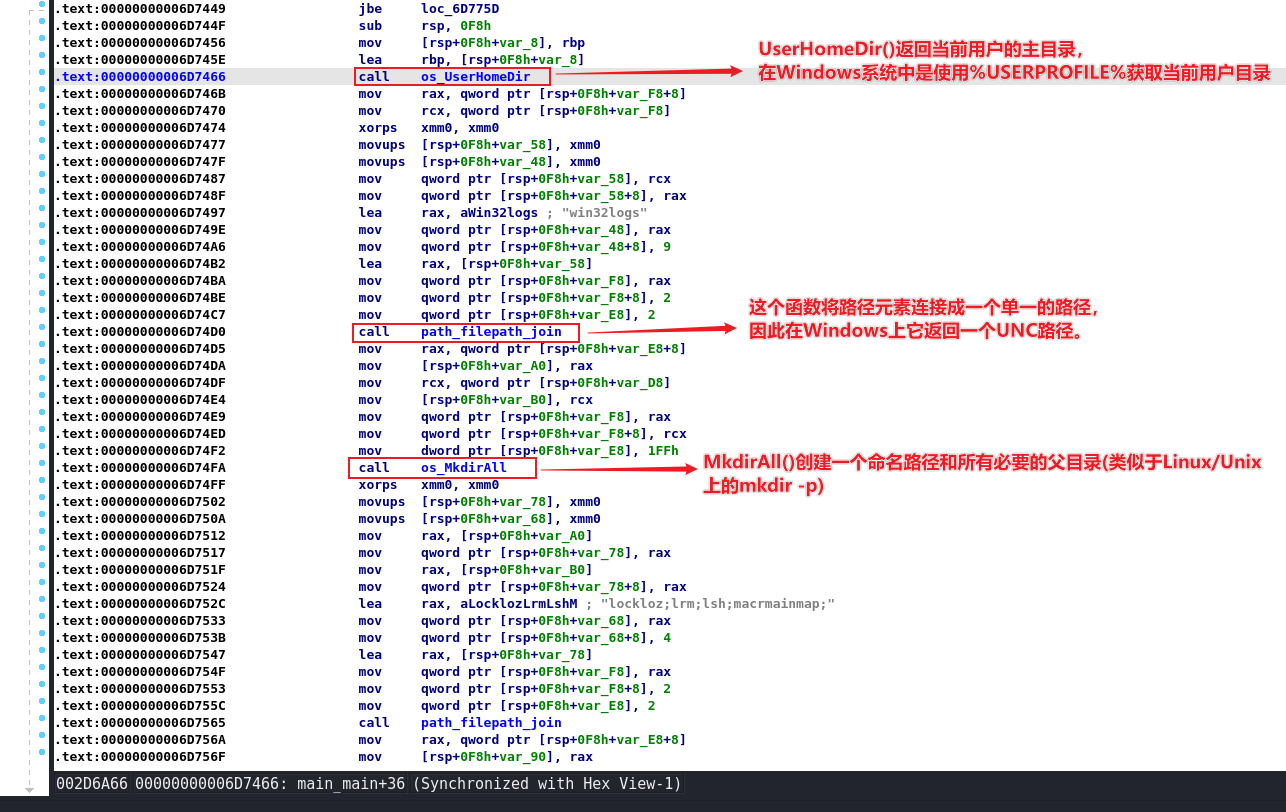 .text:00000000006D7449 jbe loc_6D775D
.text:00000000006D744F sub rsp, 0F8h
.text:00000000006D7456 mov [rsp+0F8h+var_8], rbp
.text:00000000006D745E lea rbp, [rsp+0F8h+var_8]
.text:00000000006D7466 call os_UserHomeDir
UserHomeDir()返回当前用户的主目录，
在Windows系统中是使用%USERPROFILE%获取当前用户目录
.text:00000000006D746B mov rax, qword ptr [rsp+0F8h+var_F8+8]
.text:00000000006D7470 mov rcx, qword ptr [rsp+0F8h+var_F8]
.text:00000000006D7474 xorps xmm0, xmm0
.text:00000000006D7477 movups [rsp+0F8h+var_58], xmm0
.text:00000000006D747F movups [rsp+0F8h+var_48], xmm0
.text:00000000006D7487 mov qword ptr [rsp+0F8h+var_58], rcx
.text:00000000006D748F mov qword ptr [rsp+0F8h+var_58+8], rax
.text:00000000006D7497 lea rax, aWin32logs ; "win32logs"
.text:00000000006D749E mov qword ptr [rsp+0F8h+var_48], rax
.text:00000000006D74A6 mov qword ptr [rsp+0F8h+var_48+8], 9
.text:00000000006D74B2 lea rax, [rsp+0F8h+var_58]
.text:00000000006D74BA mov qword ptr [rsp+0F8h+var_F8], rax
.text:00000000006D74BE mov qword ptr [rsp+0F8h+var_F8+8], 2
.text:00000000006D74C7 mov qword ptr [rsp+0F8h+var_E8], 2
.text:00000000006D74D0 call path_filepath_join
这个函数将路径元素连接成一个单一的路径，
因此在Windows上它返回一个UNC路径。
.text:00000000006D74D5 mov rax, qword ptr [rsp+0F8h+var_E8+8]
.text:00000000006D74DA mov [rsp+0F8h+var_A0], rax
.text:00000000006D74DF mov rcx, qword ptr [rsp+0F8h+var_D8]
.text:00000000006D74E4 mov [rsp+0F8h+var_B0], rcx
.text:00000000006D74E9 mov qword ptr [rsp+0F8h+var_F8], rax
.text:00000000006D74ED mov qword ptr [rsp+0F8h+var_F8+8], rcx
.text:00000000006D74F2 mov dword ptr [rsp+0F8h+var_E8], 1FFh
.text:00000000006D74FA call os_MkdirAll
MkdirAll()创建一个命名路径和所有必要的父目录(类似于Linux/Unix
上的mkdir -p)
.text:00000000006D74FF xorps xmm0, xmm0
.text:00000000006D7502 movups [rsp+0F8h+var_78], xmm0
.text:00000000006D750A movups [rsp+0F8h+var_68], xmm0
.text:00000000006D7512 mov rax, [rsp+0F8h+var_A0]
.text:00000000006D7517 mov qword ptr [rsp+0F8h+var_78], rax
.text:00000000006D751F mov rax, [rsp+0F8h+var_B0]
.text:00000000006D7524 mov qword ptr [rsp+0F8h+var_78+8], rax
.text:00000000006D752C lea rax, aLocklozLrmLshM ; "lockloz;lrm;lsh;macrmainmap;"
.text:00000000006D7533 mov qword ptr [rsp+0F8h+var_68], rax
.text:00000000006D753B mov qword ptr [rsp+0F8h+var_68+8], 4
.text:00000000006D7547 lea rax, [rsp+0F8h+var_78]
.text:00000000006D754F mov qword ptr [rsp+0F8h+var_F8], rax
.text:00000000006D7553 mov qword ptr [rsp+0F8h+var_F8+8], 2
.text:00000000006D755C mov qword ptr [rsp+0F8h+var_E8], 2
.text:00000000006D7565 call path_filepath_join
.text:00000000006D756A mov rax, qword ptr [rsp+0F8h+var_E8+8]
.text:00000000006D756F mov [rsp+0F8h+var_90], rax
002D6A66 00000000006D7466: main_main+36 (Synchronized with Hex View-1)